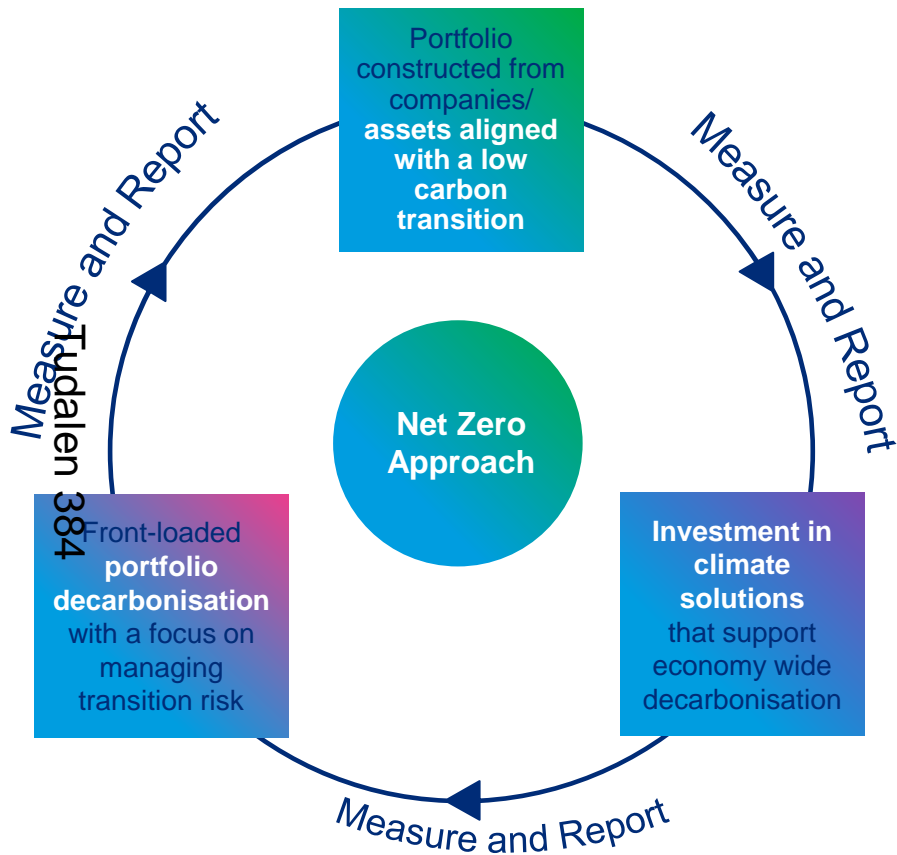 Portfolio
constructed from
companies/
assets aligned
with a low
carbon
transition
Measure and Report
Measure and Report
Tudalen 384
Net Zero
Approach
Front-loaded
portfolio
decarbonisation
with a focus on
managing
transition risk
Investment in
climate
solutions
that support
economy wide
decarbonisation
Measure and Report